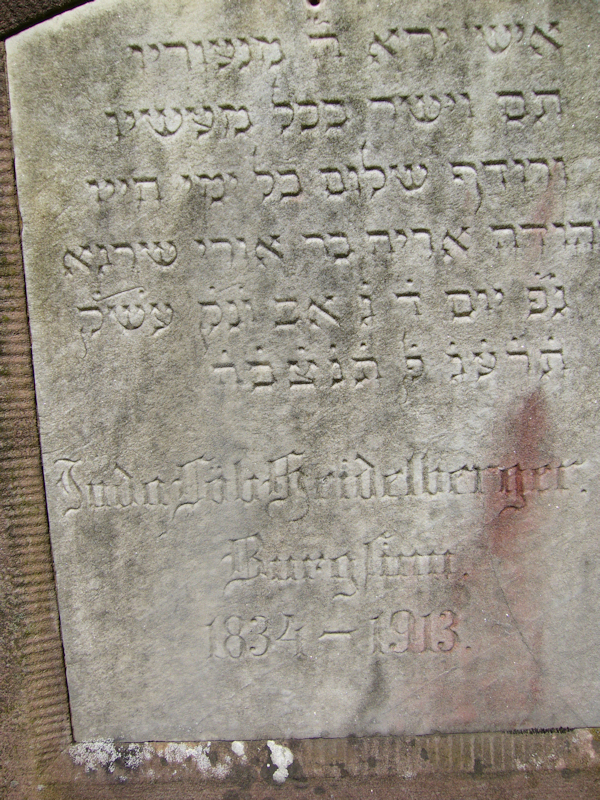 איש ירא ה׳ מנעוריו
תם וישר בכל מעשיו
ורודף שלום כל ימי חייו
יהודה אריה בר אורי שרגא
נ״פ יום ד׳ ג׳ אב ונק׳ עש״ק
תרע״ג לפ״ק תנצב״ה
Juda Löb Heidelberger.
Burgsinn.
1834 – 1913.